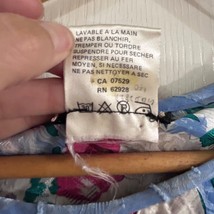 LAVABLE A LA MAIN
NE PAS BLANCHIR,
TREMPER OU TORDRE
SUSPENDRE POUR SECHER
REPRESSER AU FER
MOYEN, SI NECESSAIRE
NE PAS NETTOYER A SEC
CA 07529
RN 62928